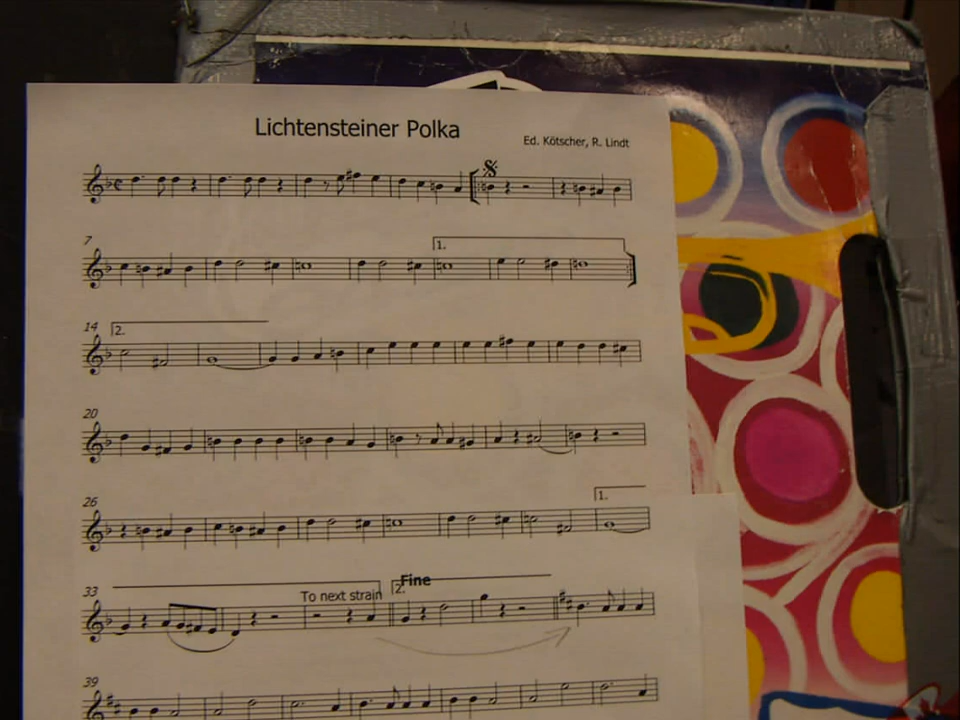 Lichtensteiner Polka
Ed. Kötscher, R. Lindt
7
1.
14
2.
20
26
1.
33
To next strain
2.
Fine
39